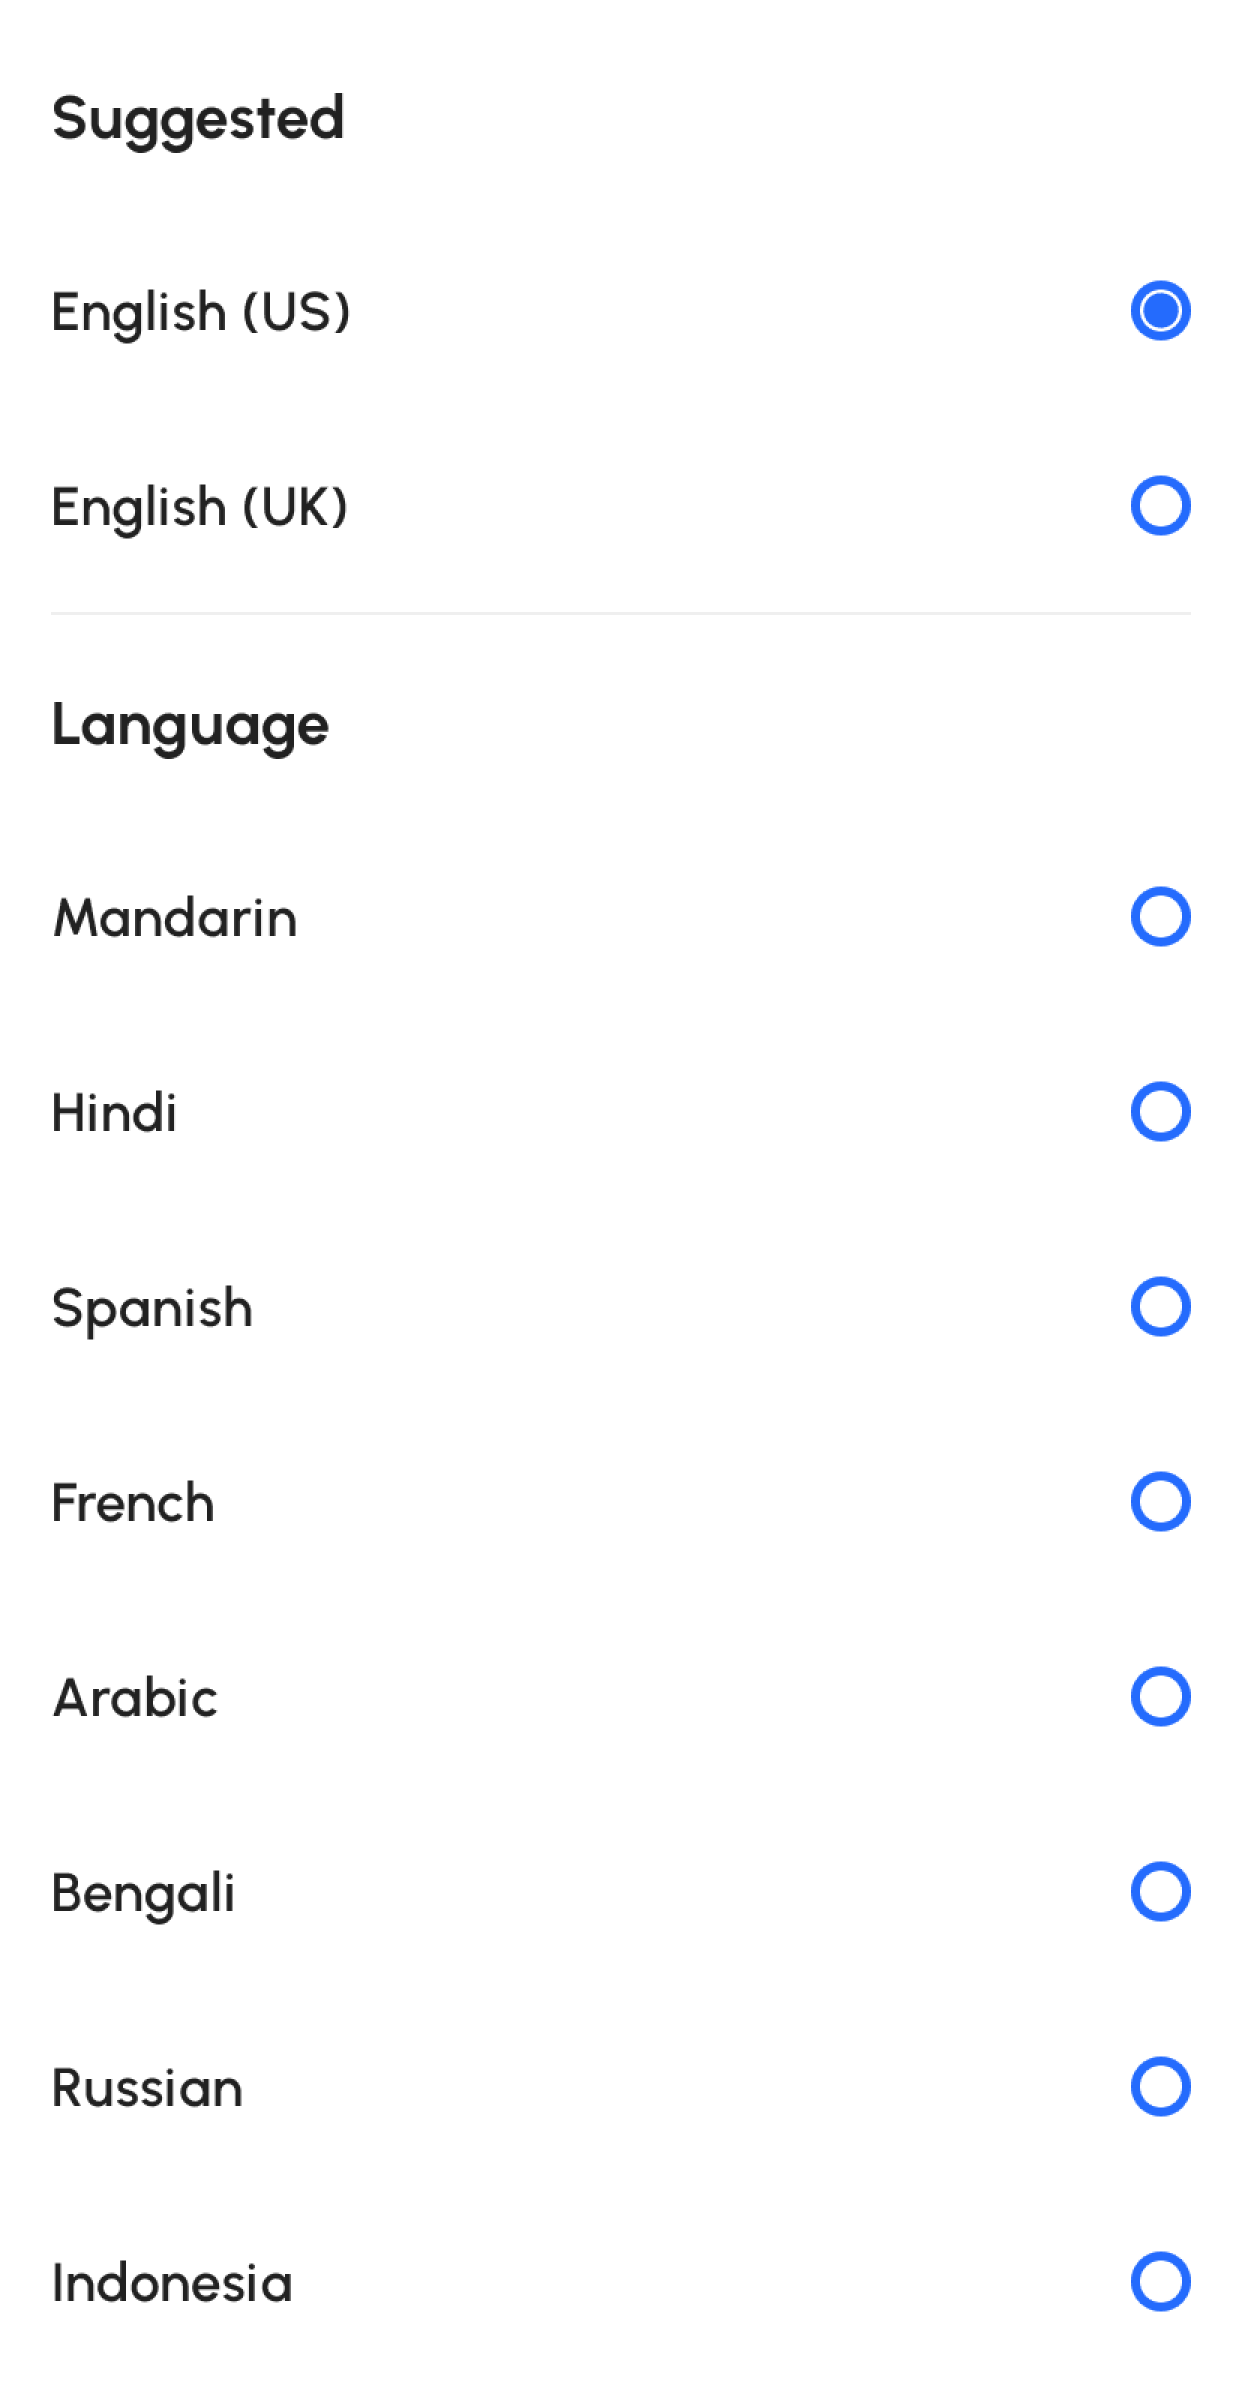 Suggested
English (US)
English (UK)
Language
Mandarin
Hindi
Spanish
French
Arabic
Bengali
Russian
Indonesia